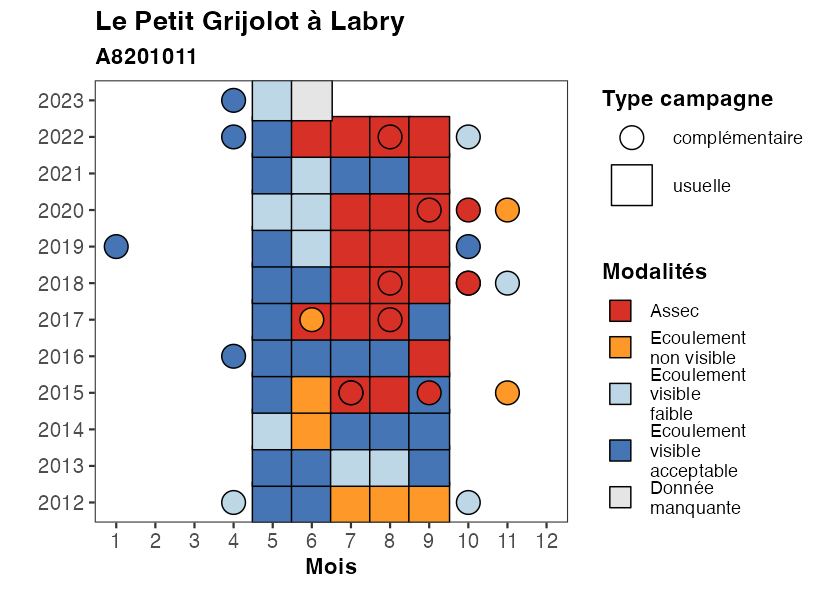 Le Petit Grijolot à Labry
A8201011
2023
2022
2021
2020
2019
2018
2017
2016
2015
2014
2013
2012
1 2 3 4 5 6 7 8 9 10 11 12
Mois
Type campagne
complémentaire
usuelle
Modalités
Assec
Ecoulement
non visible
Ecoulement
visible
faible
Ecoulement
visible
acceptable
Donnée
manquante